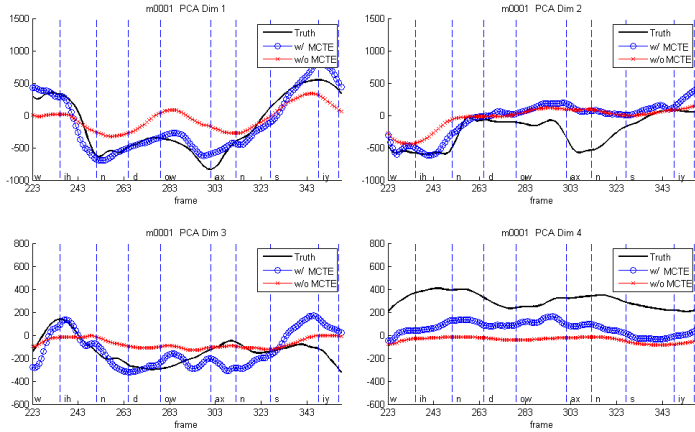 m0001 PCA Dim 1
1500
1000
500
0
-500
-1000
Truth
w/ MCTE
w/o MCTE
w ih n d ow ax n s iy
223 243 263 283 303 323 343
frame
m0001 PCA Dim 2
1500
1000
500
0
-500
-1000
Truth
w/ MCTE
w/o MCTE
w ih n d ow ax n s iy
223 243 263 283 303 323 343
frame
m0001 PCA Dim 3
800
600
400
200
0
-200
-400
-600
Truth
w/ MCTE
w/o MCTE
w ih n d ow ax n s iy
223 243 263 283 303 323 343
frame
m0001 PCA Dim 4
800
600
400
200
0
-200
-400
-600
Truth
w/ MCTE
w/o MCTE
w ih n d ow ax n s iy
223 243 263 283 303 323 343
frame